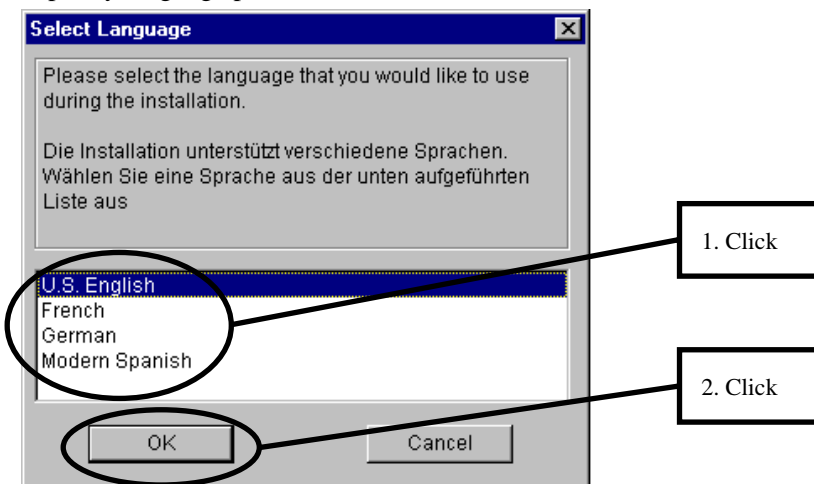 Select Language
Please select the language that you would like to use
during the installation.
Die Installation unterstützt verschiedene Sprachen.
Wählen Sie eine Sprache aus der unten aufgeführten
Liste aus
1. Click
U.S. English
French
German
Modern Spanish
2. Click
OK
Cancel